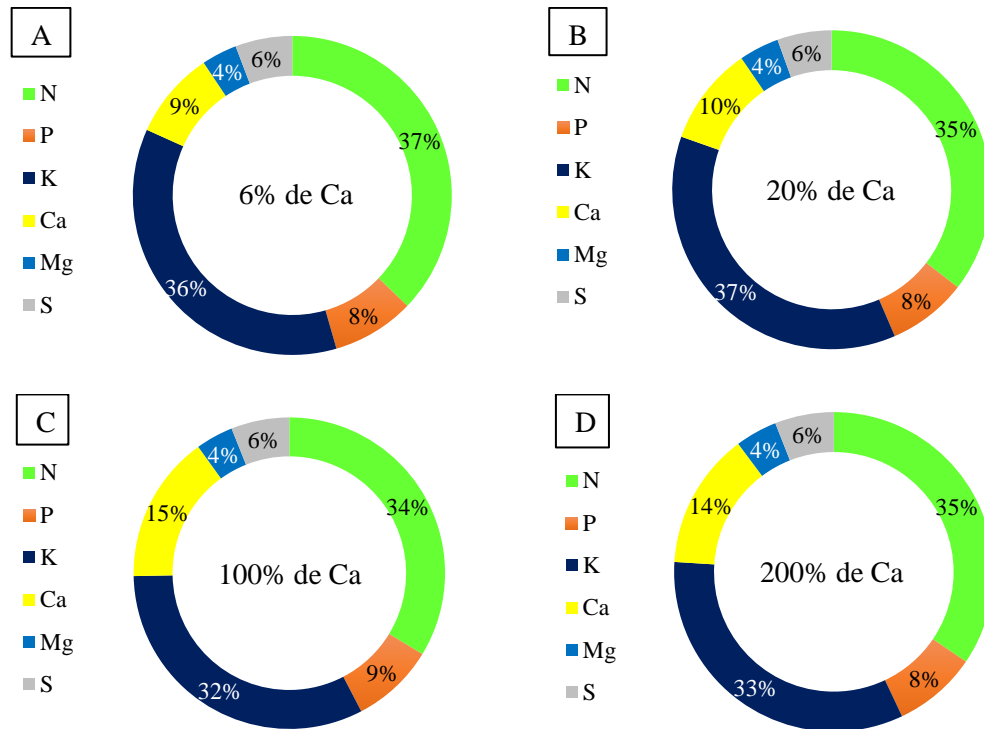 A
N
P
K
Ca
Mg
S
6%
4%
9%
37%
6% de Ca
36%
8%
B
N
P
K
Ca
Mg
S
6%
4%
10%
35%
20% de Ca
37%
8%
C
N
P
K
Ca
Mg
S
6%
4%
15%
34%
100% de Ca
32%
9%
D
N
P
K
Ca
Mg
S
6%
4%
14%
35%
200% de Ca
33%
8%